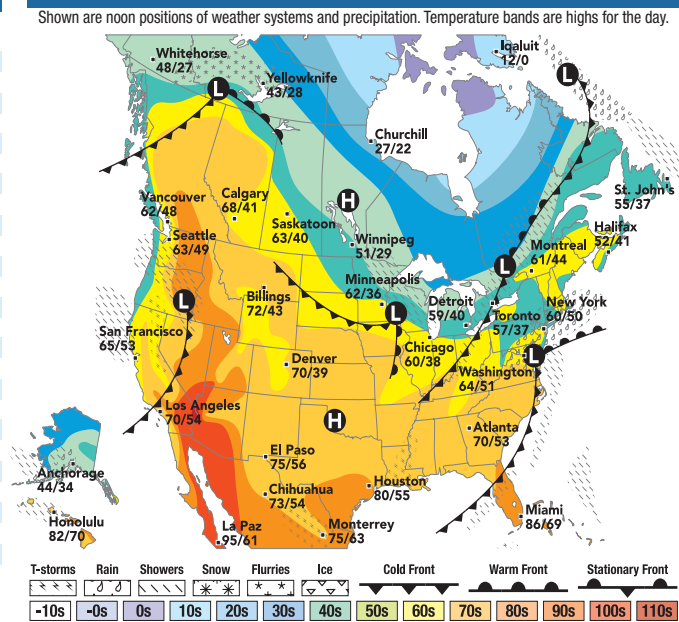 Shown are noon positions of weather systems and precipitation. Temperature bands are highs for the day.
Whitehorse
48/27
Iqaluit
12/0
Yellowknife
43/28
L
L
Churchill
27/22
Vancouver
62/48
Calgary
68/41
H
St. John's
55/37
Saskatoon
63/40
Seattle
63/49
Winnipeg
51/29
Halifax
52/41
Montreal
61/44
L
Minneapolis
62/36
Billings
72/43
L
L
Detroit
59/40
Toronto
57/37
New York
60/50
San Francisco
65/53
Chicago
60/38
Denver
70/39
L
Washington
64/51
Los Angeles
70/54
H
Atlanta
70/53
El Paso
75/56
Anchorage
44/34
Chihuahua
73/54
Houston
80/55
Honolulu
82/70
La Paz
95/61
Monterrey
75/63
Miami
86/69
T-storms Rain Showers Snow Flurries Ice Cold Front Warm Front Stationary Front
-10s -0s 0s 10s 20s 30s 40s 50s 60s 70s 80s 90s 100s 110s